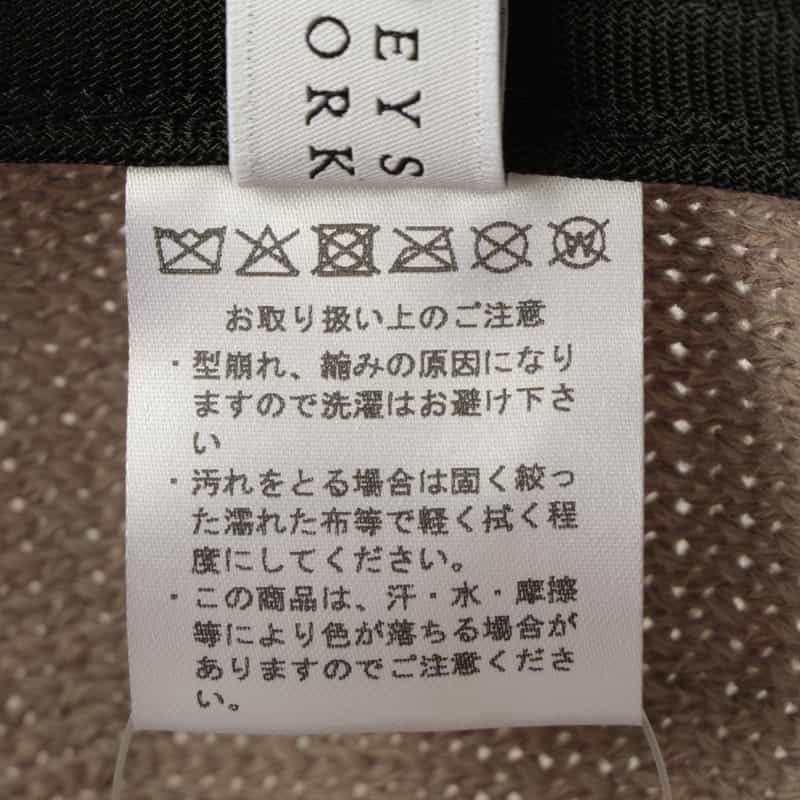 EYS
ORK
お取り扱い上のご注意
・型崩れ、縮みの原因になり
ますので洗濯はお避け下さ
い
・汚れをとる場合は固く絞っ
た濡れた布等で軽く拭く程
度にしてください。
・この商品は、汗・水・摩擦
等により色が落ちる場合が
ありますのでご注意くださ
い。